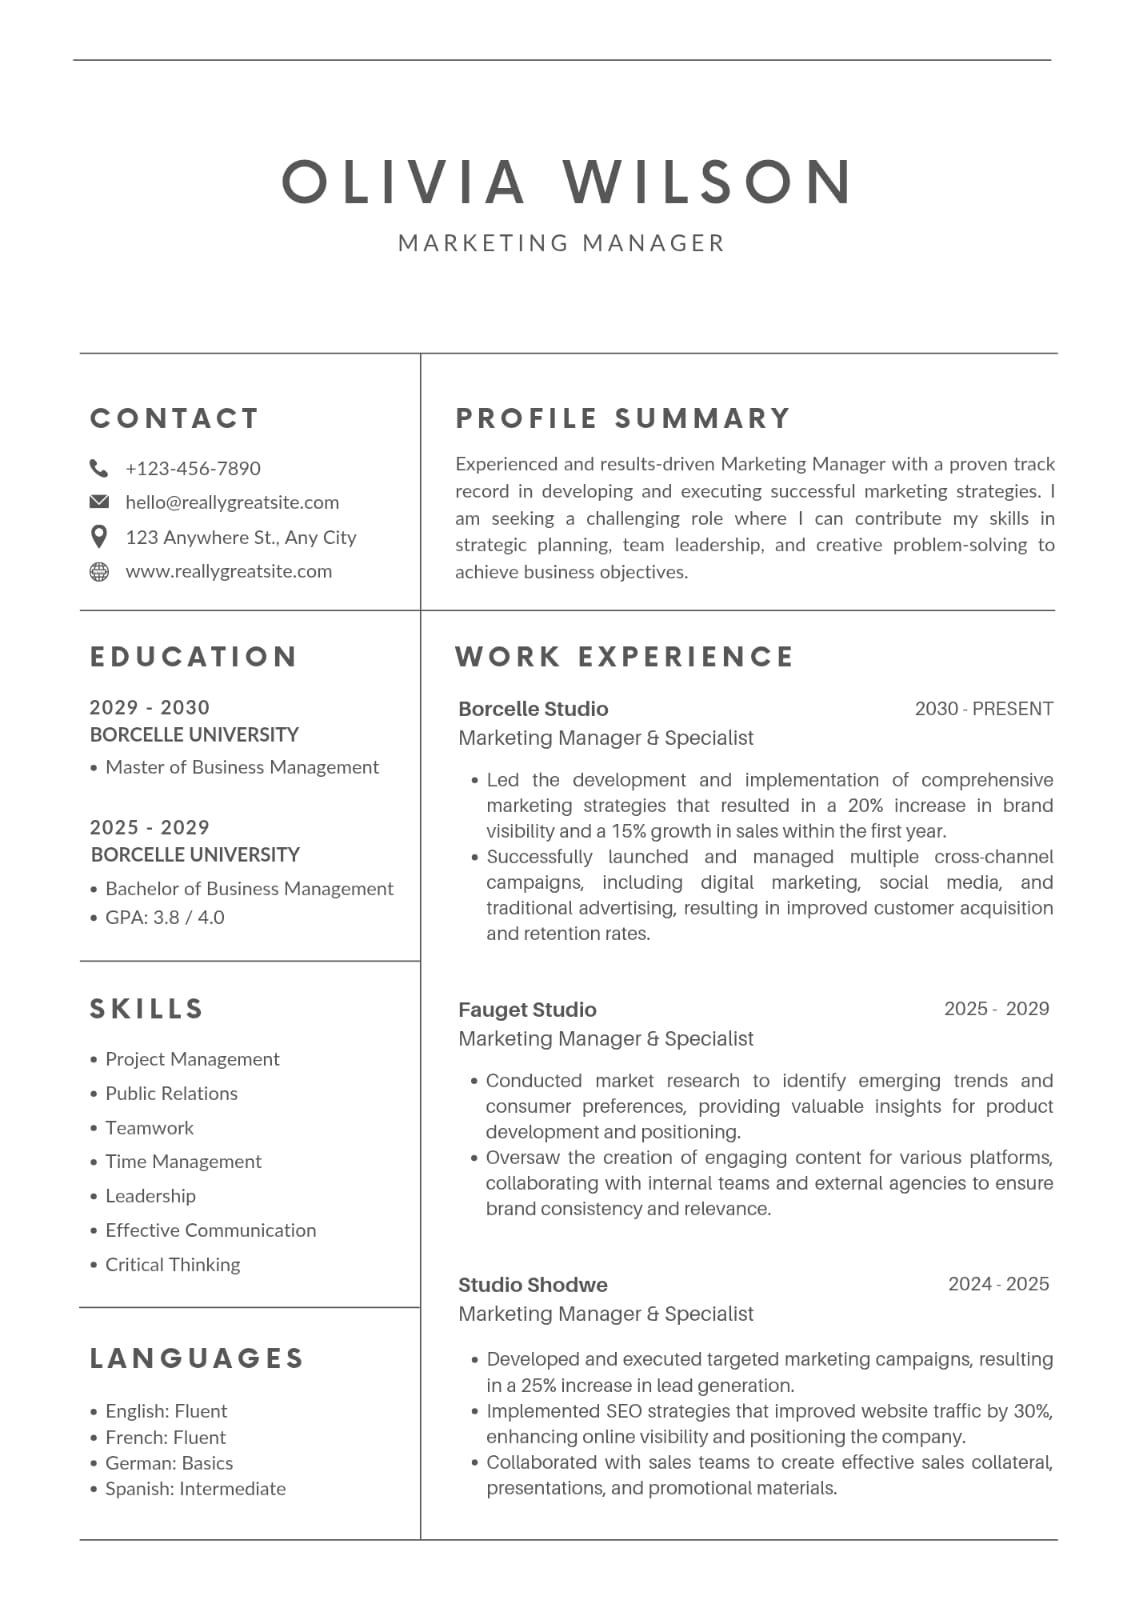 OLIVIA WILSON
MARKETING MANAGER
CONTACT
+123-456-7890
hello@reallygreatsite.com
123 Anywhere St., Any City
www.reallygreatsite.com
PROFILE SUMMARY
Experienced and results-driven Marketing Manager with a proven track
record in developing and executing successful marketing strategies. I
am seeking a challenging role where I can contribute my skills in
strategic planning, team leadership, and creative problem-solving to
achieve business objectives.
EDUCATION
2029 - 2030
BORCELLE UNIVERSITY
• Master of Business Management
2025 - 2029
BORCELLE UNIVERSITY
• Bachelor of Business Management
• GPA: 3.8 / 4.0
SKILLS
• Project Management
• Public Relations
• Teamwork
• Time Management
• Leadership
• Effective Communication
• Critical Thinking
LANGUAGES
• English: Fluent
• French: Fluent
• German: Basics
• Spanish: Intermediate
WORK EXPERIENCE
Borcelle Studio 2030 - PRESENT
Marketing Manager & Specialist
• Led the development and implementation of comprehensive
marketing strategies that resulted in a 20% increase in brand
visibility and a 15% growth in sales within the first year.
• Successfully launched and managed multiple cross-channel
campaigns, including digital marketing, social media, and
traditional advertising, resulting in improved customer acquisition
and retention rates.
Fauget Studio 2025 - 2029
Marketing Manager & Specialist
• Conducted market research to identify emerging trends and
consumer preferences, providing valuable insights for product
development and positioning.
• Oversaw the creation of engaging content for various platforms,
collaborating with internal teams and external agencies to ensure
brand consistency and relevance.
Studio Shodwe 2024 - 2025
Marketing Manager & Specialist
• Developed and executed targeted marketing campaigns, resulting
in a 25% increase in lead generation.
• Implemented SEO strategies that improved website traffic by 30%,
enhancing online visibility and positioning the company.
• Collaborated with sales teams to create effective sales collateral,
presentations, and promotional materials.